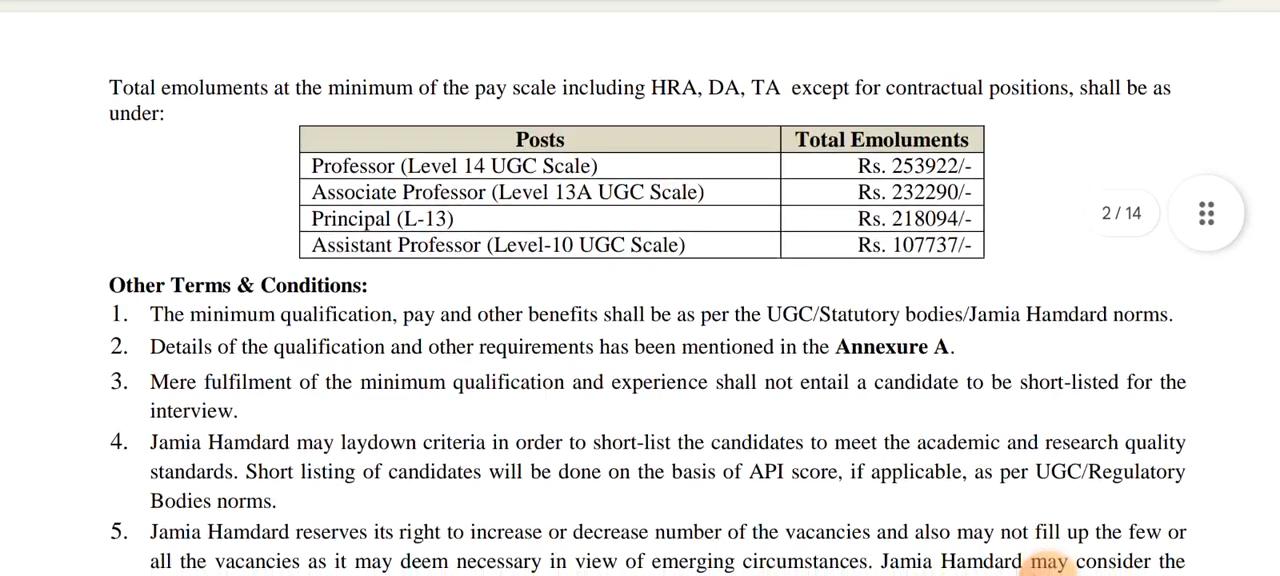 Total emoluments at the minimum of the pay scale including HRA, DA, TA except for contractual positions, shall be as
under:
Posts Total Emoluments
Professor (Level 14 UGC Scale) Rs. 253922/-
Associate Professor (Level 13A UGC Scale) Rs. 232290/-
Principal (L-13) Rs. 218094/-
2 / 14
Assistant Professor (Level-10 UGC Scale) Rs. 107737/-
Other Terms & Conditions:
1. The minimum qualification, pay and other benefits shall be as per the UGC/Statutory bodies/Jamia Hamdard norms.
2. Details of the qualification and other requirements has been mentioned in the Annexure A.
3. Mere fulfilment of the minimum qualification and experience shall not entail a candidate to be short-listed for the
interview.
4. Jamia Hamdard may laydown criteria in order to short-list the candidates to meet the academic and research quality
standards. Short listing of candidates will be done on the basis of API score, if applicable, as per UGC/Regulatory
Bodies norms.
5. Jamia Hamdard reserves its right to increase or decrease number of the vacancies and also may not fill up the few or
all the vacancies as it may deem necessary in view of emerging circumstances. Jamia Hamdard may consider the